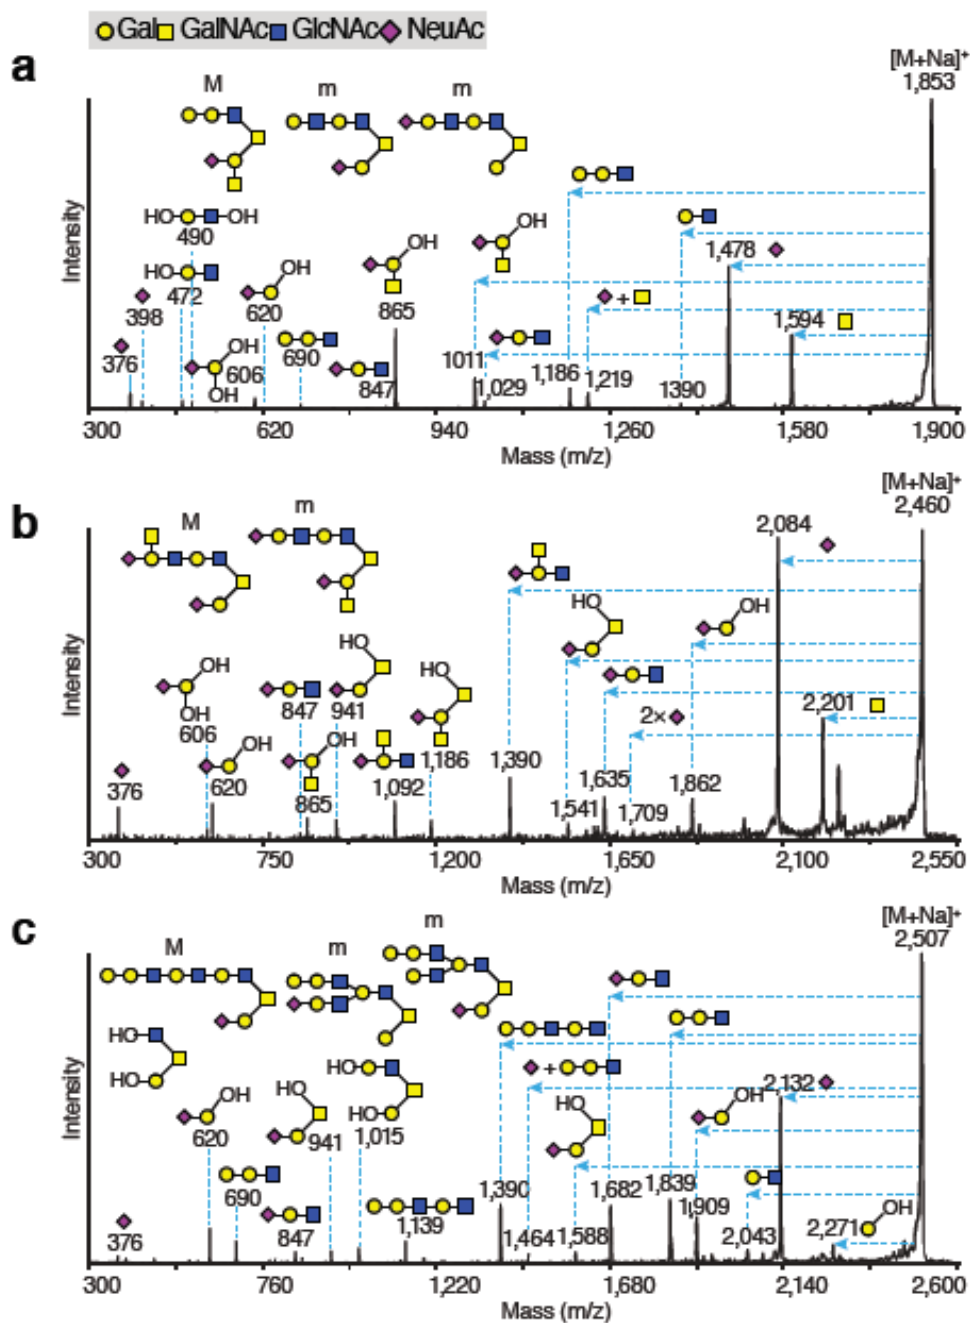 Gal GalNAc GlcNAc NeuAc
a
[M+Na]+
1,853
M m m
HO OH
490
HO
472
398
376
OH
620
OH
606
OH
690
847
OH
865
OH
1011
1,029
1,186
+
1,219
1390
1,478
1,594
Intensity
300 620 940 1,260 1,580 1,900
Mass (m/z)
b
[M+Na]+
2,460
M m
2,084
HO
OH
HO
HO
OH
OH
606
847
941
OH
620
OH
865
1,092
1,186
376
1,390
1,541
1,635
2×
1,709
1,862
2,201
Intensity
300 750 1,200 1,650 2,100 2,550
Mass (m/z)
c
[M+Na]+
2,507
M m m
HO
HO
OH
620
HO
941
HO
HO
1,015
690
847
1,139
376
+
HO
OH
2,132
1,390
1,464
1,588
1,682
1,839
1,909
2,043
2,271
OH
Intensity
300 760 1,220 1,680 2,140 2,600
Mass (m/z)